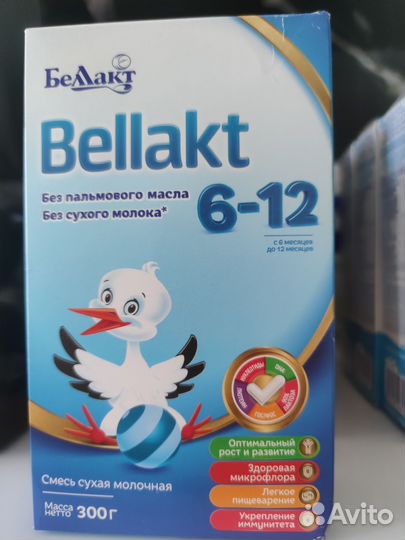 Беллакт
Bellakt
Без пальмового масла
Без сухого молока*
6-12
с 6 месяцев
до 12 месяцев
Оптимальный
рост и развитие
Здоровая
микрофлора
Легкое
пищеварение
Укрепление
иммунитета
Смесь сухая молочная
Масса
нетто 300г
Avito